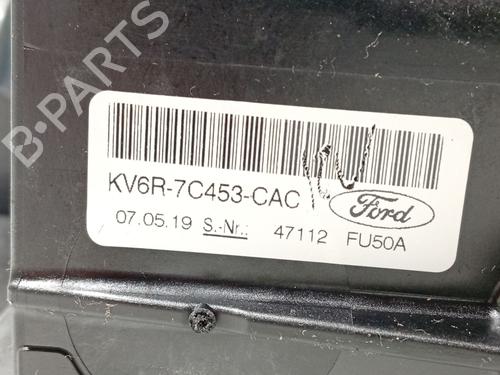 B-PARTS
KV6R-7C453-CAC
Ford
07.05.19 S.-Nr.: 47112 FU50A